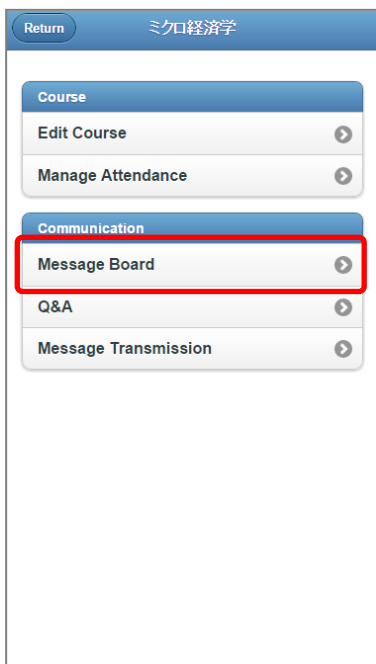 Return
ミクロ経済学
Course
Edit Course
Manage Attendance
Communication
Message Board
Q&A
Message Transmission